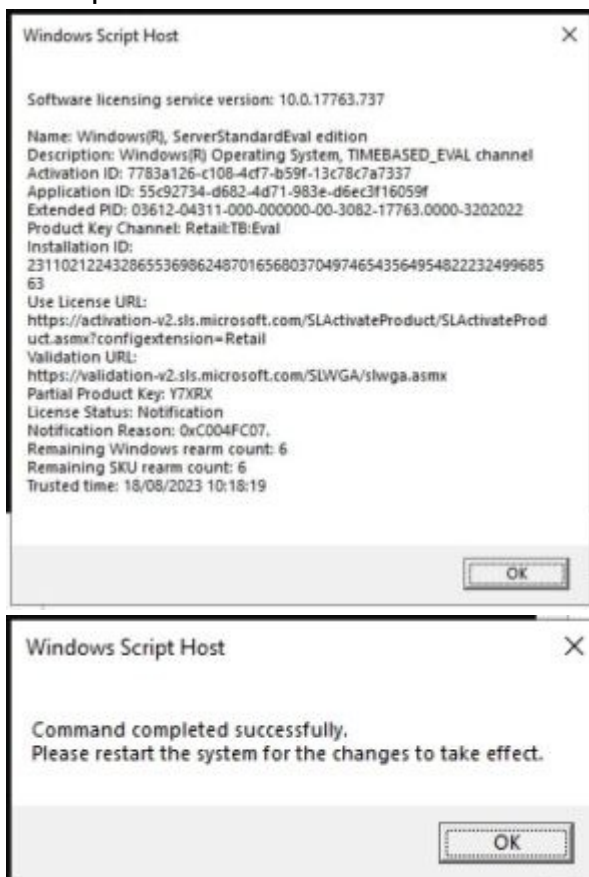 Windows Script Host
Software licensing service version: 10.0.17763.737
Name: Windows(R), ServerStandardEval edition
Description: Windows(R) Operating System, TIMEBASED_EVAL channel
Activation ID: 7783a126-c108-4cf7-b59f-13c78c7a7337
Application ID: 55c92734-d682-4d71-983e-d6ec3f16059f
Extended PID: 03612-04311-000-000000-00-3082-17763.0000-3202022
Product Key Channel: Retail:TB:Eval
Installation ID:
2311021224328655369862487016568037049746543564954822232499685
63
Use License URL:
https://activation-v2.sls.microsoft.com/SLActivateProduct/SLActivateProd
uct.asmx?configextension=Retail
Validation URL:
https://validation-v2.sls.microsoft.com/SLWGA/slwga.asmx
Partial Product Key: Y7XRX
License Status: Notification
Notification Reason: 0xC004FC07.
Remaining Windows rearm count: 6
Remaining SKU rearm count: 6
Trusted time: 18/08/2023 10:18:19
OK
Windows Script Host
Command completed successfully.
Please restart the system for the changes to take effect.
OK